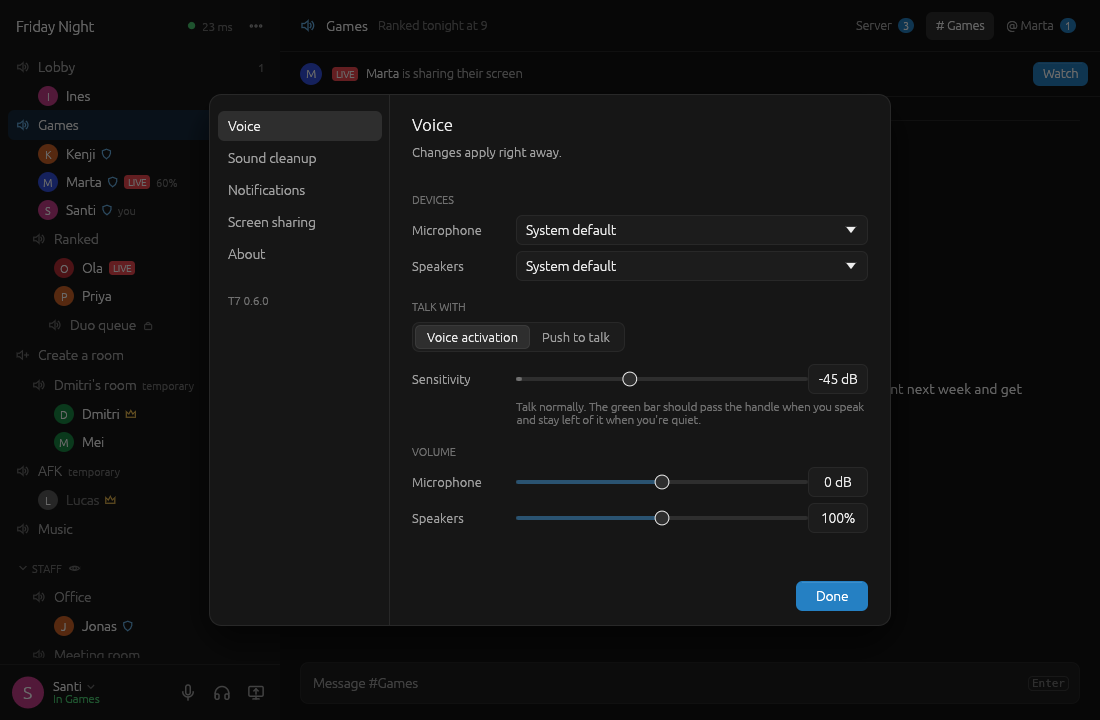 Friday Night
23 ms
Games
Ranked tonight at 9
Server 3
# Games
@ Marta 1
Lobby 1
I Ines
Games
K Kenji
M Marta LIVE 60%
S Santi you
Ranked
O Ola LIVE
P Priya
Duo queue
Create a room
Dmitri's room temporary
D Dmitri
M Mei
AFK temporary
L Lucas
Music
STAFF
Office
J Jonas
Meeting room
S Santi
In Games
M LIVE Marta is sharing their screen
Watch
Voice
Sound cleanup
Notifications
Screen sharing
About
T7 0.6.0
Voice
Changes apply right away.
DEVICES
Microphone System default
Speakers System default
TALK WITH
Voice activation Push to talk
Sensitivity -45 dB
Talk normally. The green bar should pass the handle when you speak
and stay left of it when you're quiet.
VOLUME
Microphone 0 dB
Speakers 100%
Done
next week and get
Message #Games
Enter